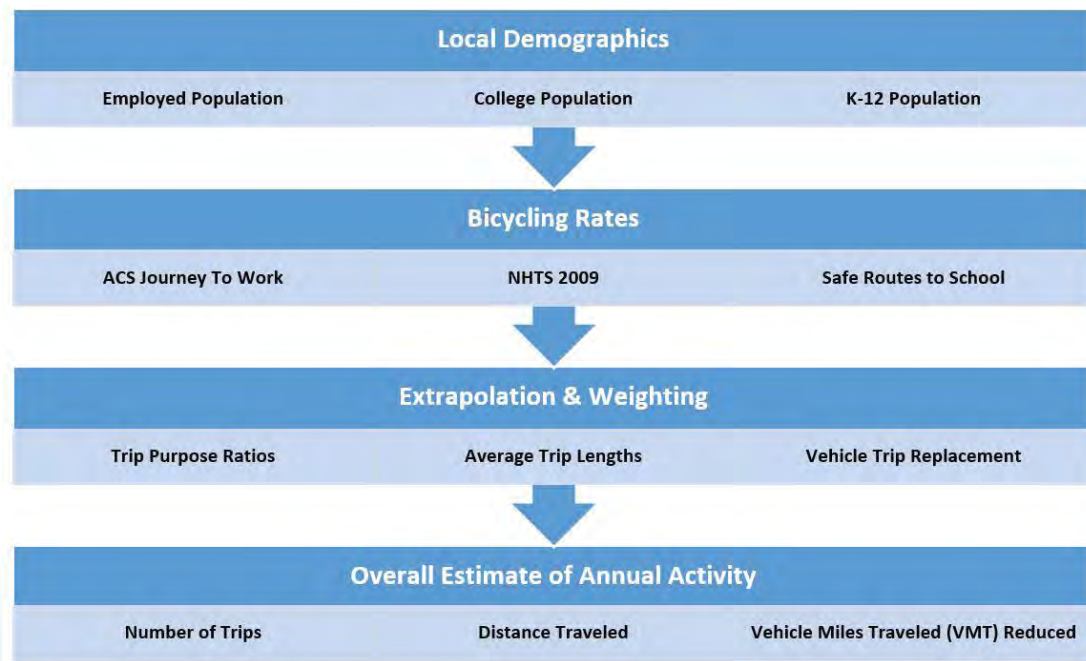 Local Demographics
Employed Population College Population K-12 Population
Bicycling Rates
ACS Journey To Work NHTS 2009 Safe Routes to School
Extrapolation & Weighting
Trip Purpose Ratios Average Trip Lengths Vehicle Trip Replacement
Overall Estimate of Annual Activity
Number of Trips Distance Traveled Vehicle Miles Traveled (VMT) Reduced